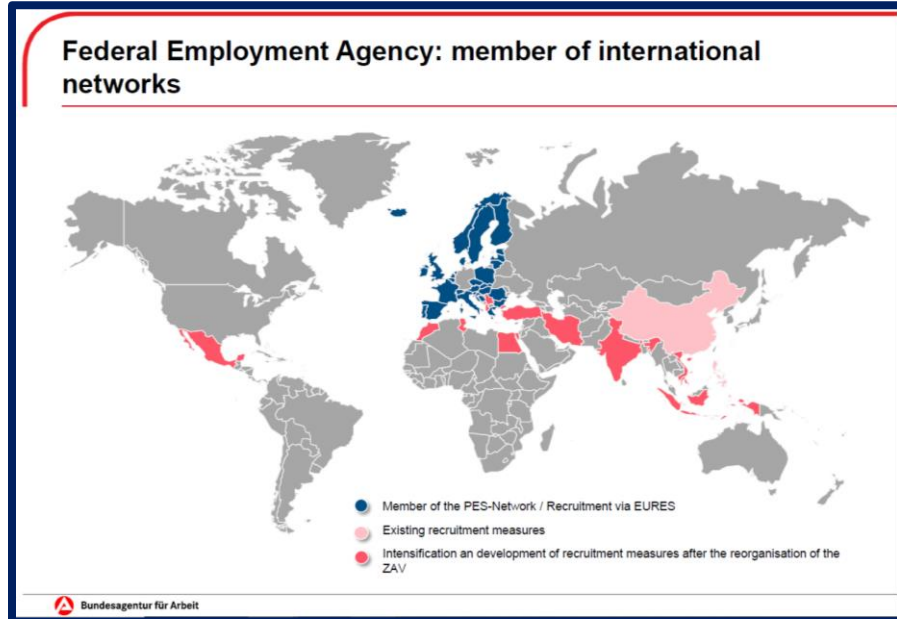 Federal Employment Agency: member of international
networks
Member of the PES-Network / Recruitment via EURES
Existing recruitment measures
Intensification an development of recruitment measures after the reorganisation of the
ZAV
Bundesagentur für Arbeit